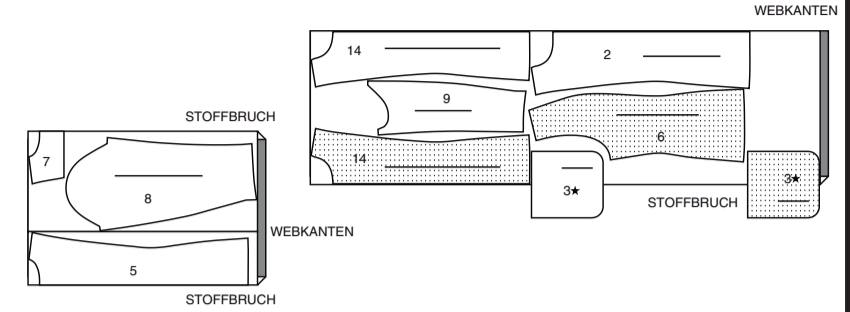 WEBKANTEN
14
2
9
6
14
3★
3★
STOFFBRUCH
STOFFBRUCH
7
8
WEBKANTEN
5
STOFFBRUCH